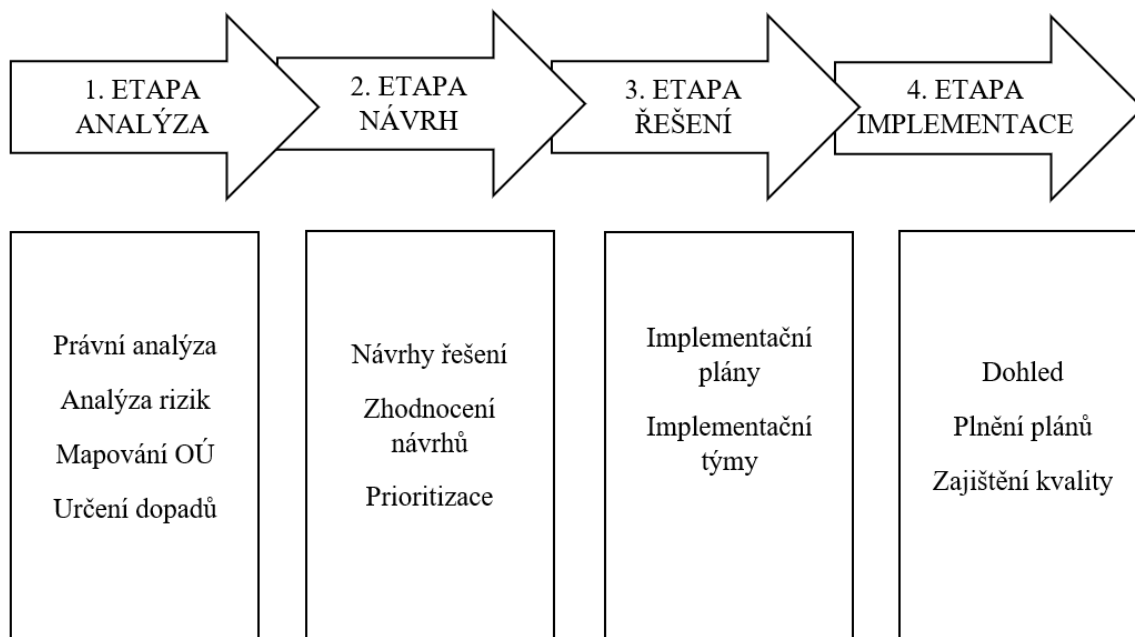 1. ETAPA
ANALÝZA
2. ETAPA
NÁVRH
3. ETAPA
ŘEŠENÍ
4. ETAPA
IMPLEMENTACE
Právní analýza
Analýza rizik
Mapování OÚ
Určení dopadů
Návrhy řešení
Zhodnocení
návrhů
Prioritizace
Implementační
plány
Implementační
týmy
Dohled
Plnění plánů
Zajištění kvality